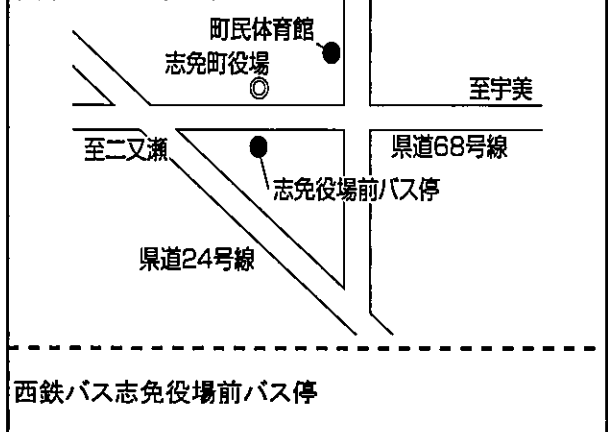 町民体育館
志免町役場
至宇美
至二又瀬
県道68号線
志免役場前バス停
県道24号線
西鉄バス志免役場前バス停